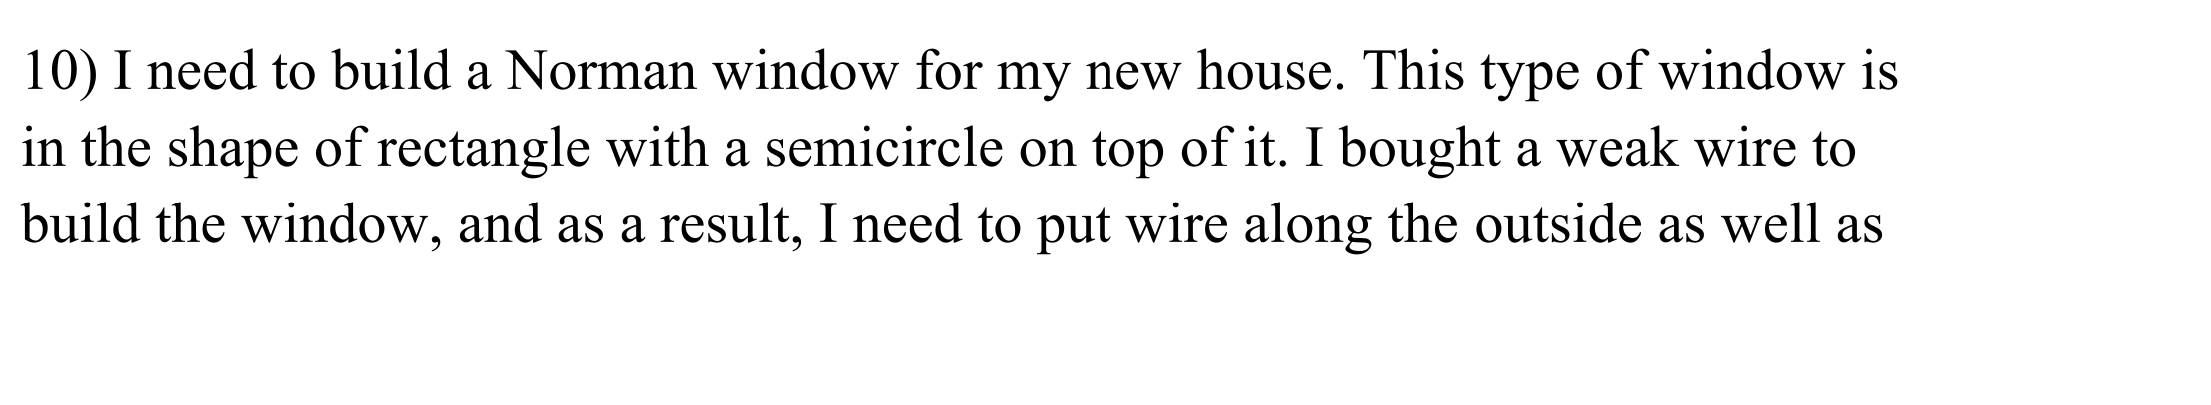 10) I need to build a Norman window for my new house. This type of window is
in the shape of rectangle with a semicircle on top of it. I bought a weak wire to
build the window, and as a result, I need to put wire along the outside as well as